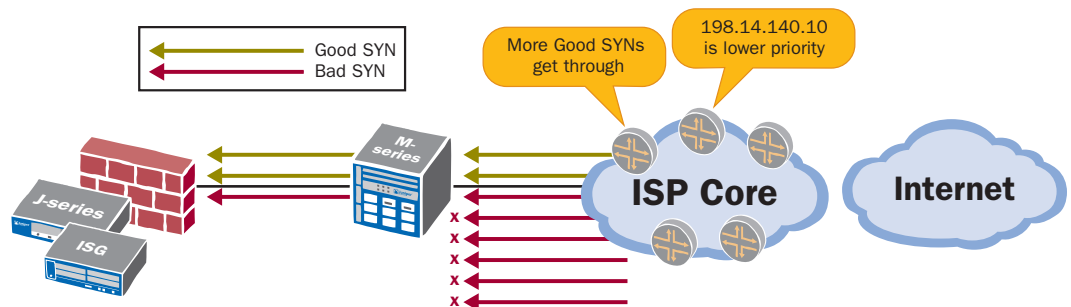 Good SYN
Bad SYN
More Good SYNs
get through
198.14.140.10
is lower priority
M-
series
J-series
ISG
ISP Core
Internet
x
x
x
x
x